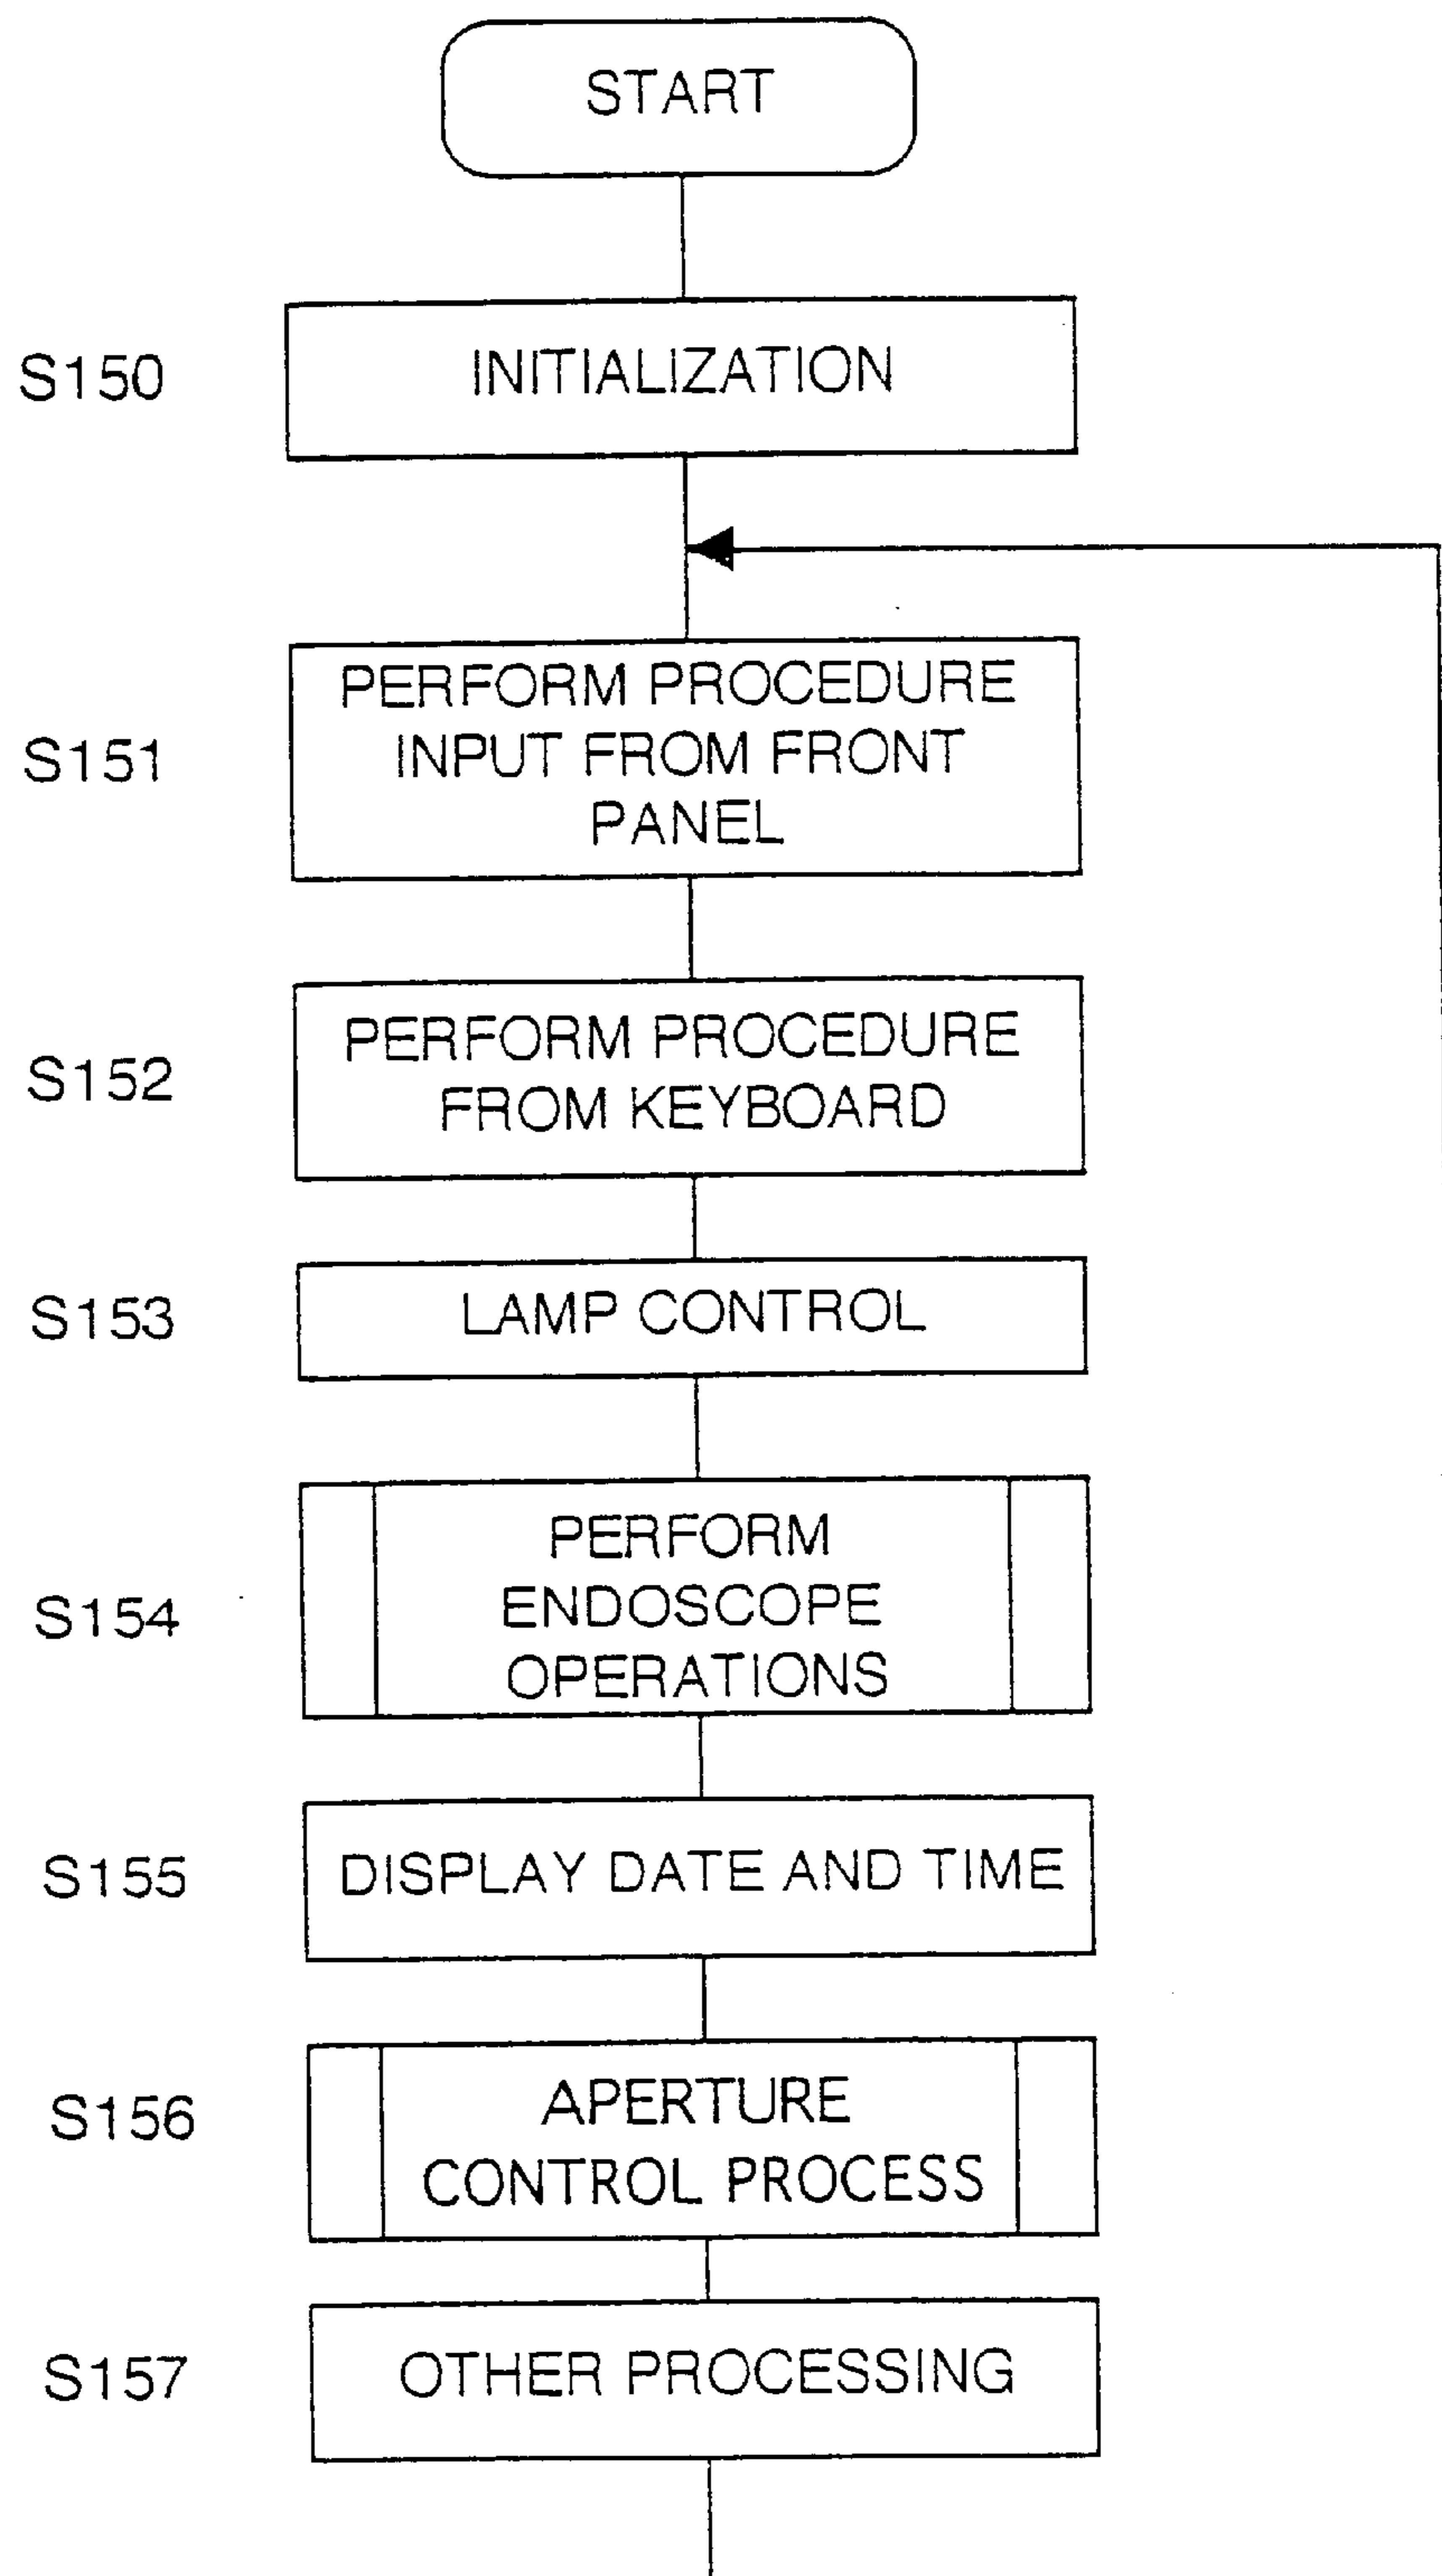 START
S150
INITIALIZATION
S151
PERFORM PROCEDURE
INPUT FROM FRONT
PANEL
S152
PERFORM PROCEDURE
FROM KEYBOARD
S153
LAMP CONTROL
S154
PERFORM
ENDOSCOPE
OPERATIONS
S155
DISPLAY DATE AND TIME
S156
APERTURE
CONTROL PROCESS
S157
OTHER PROCESSING